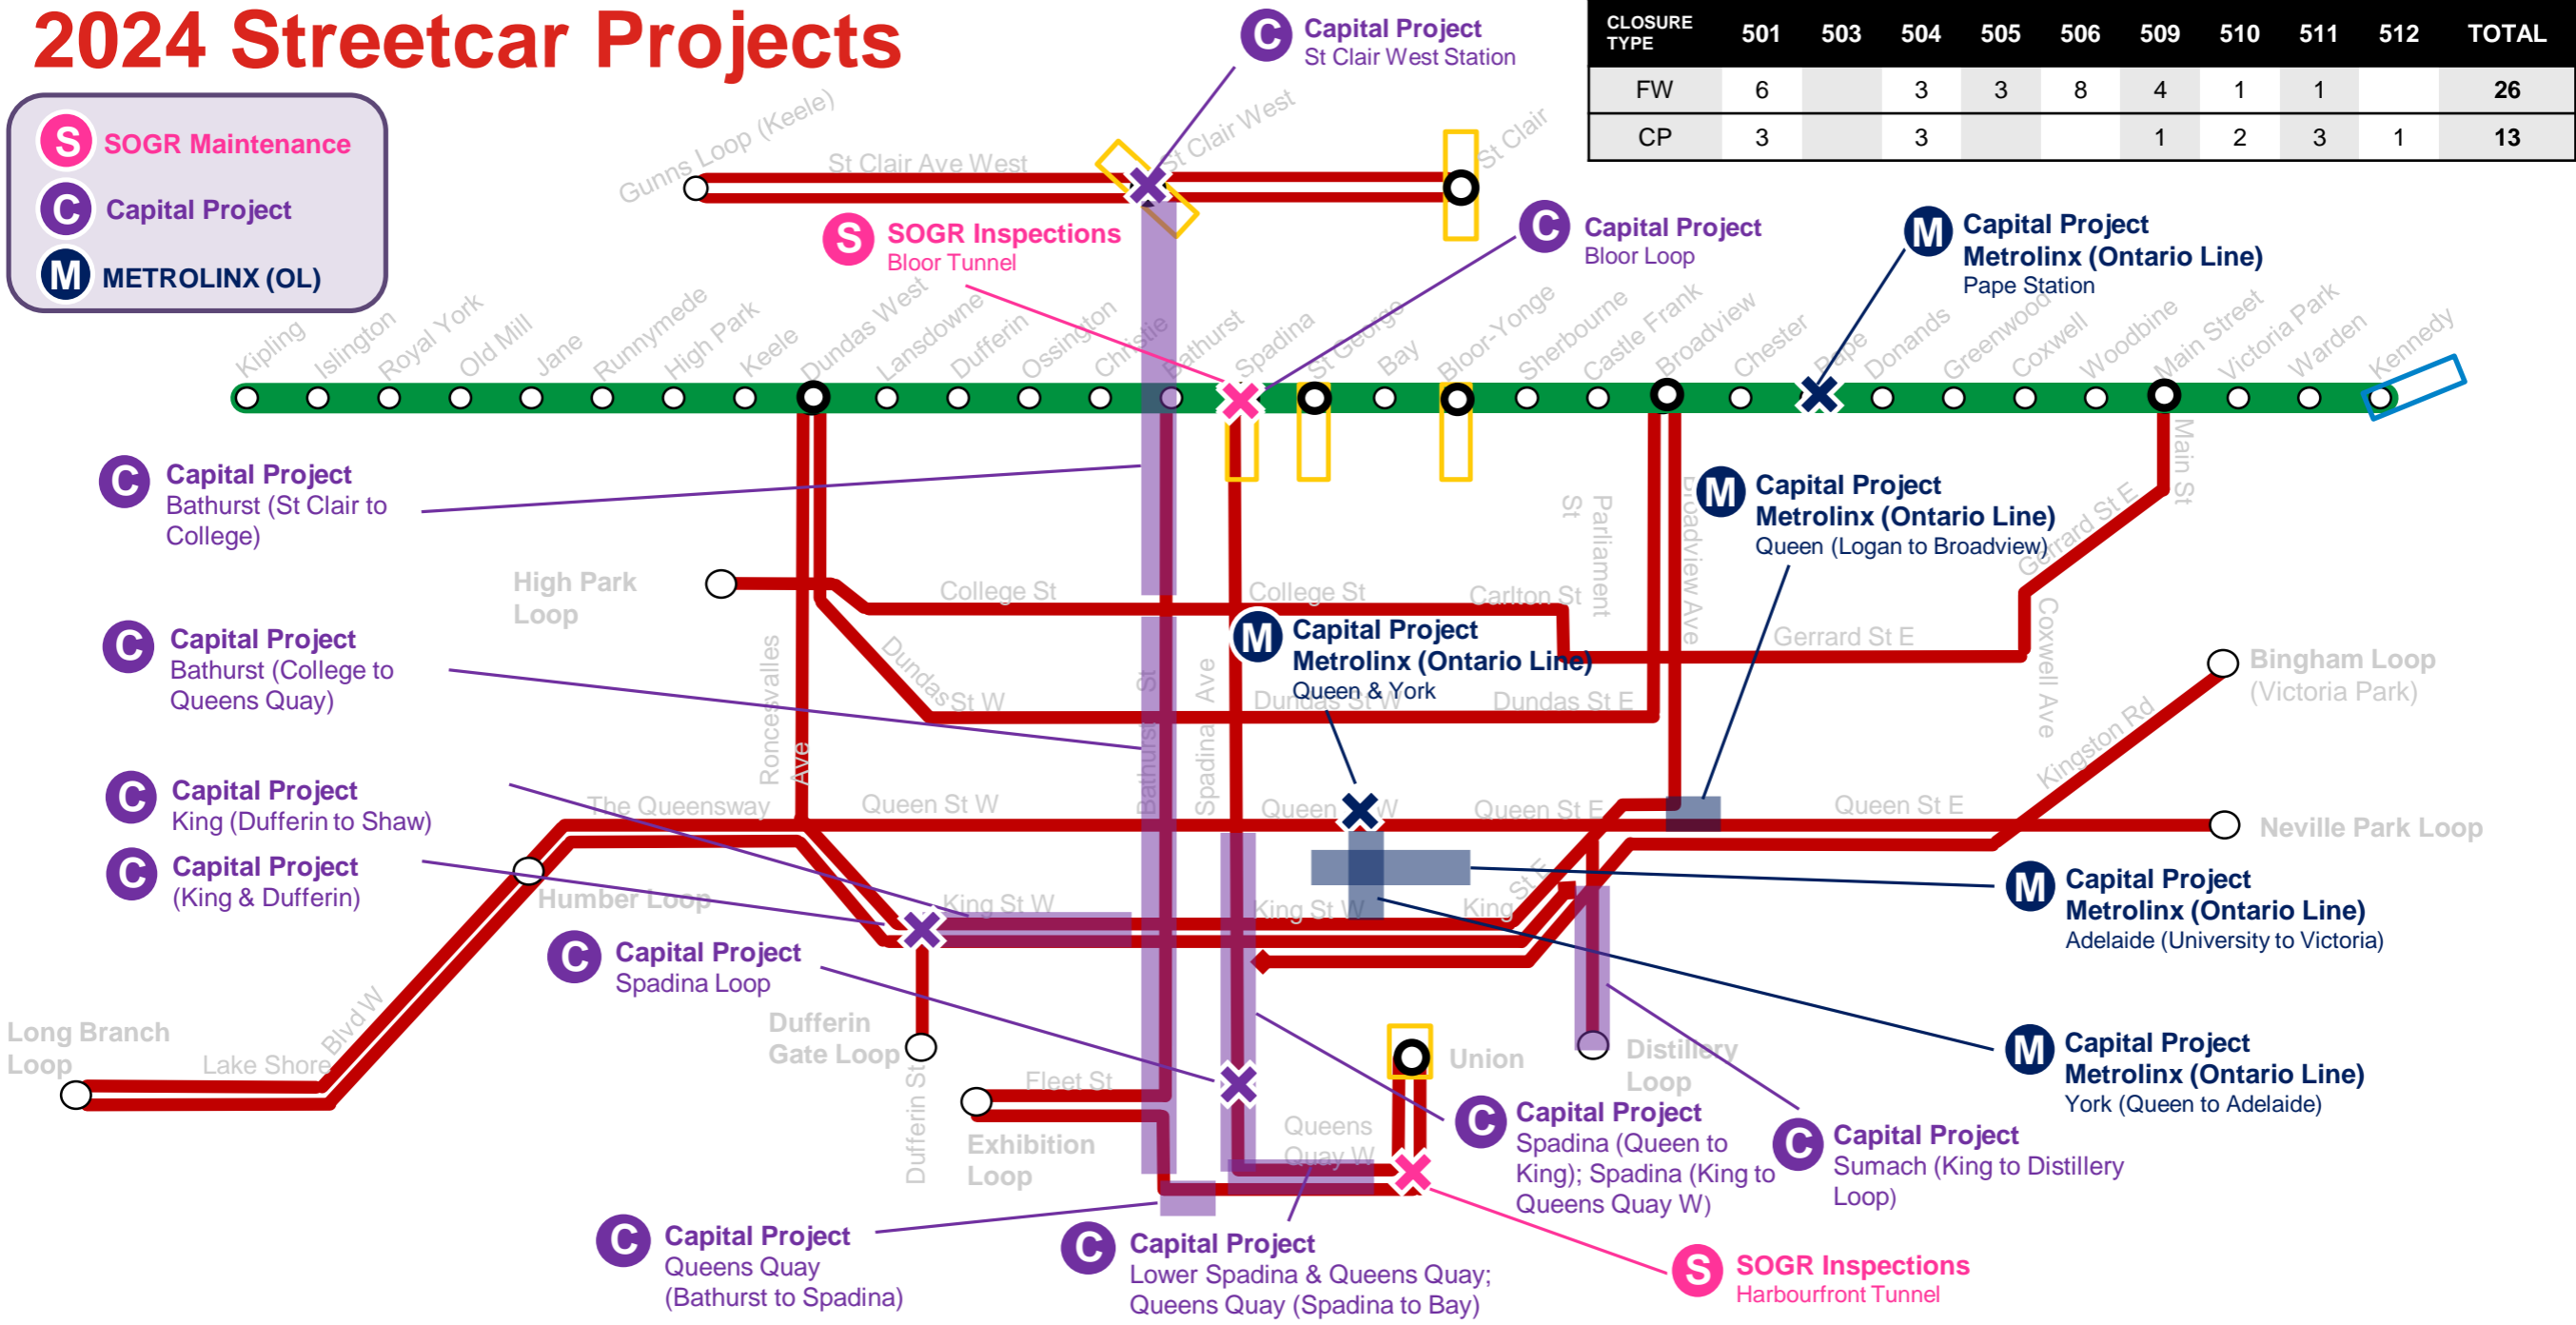 2024 Streetcar Projects
S SOGR Maintenance
C Capital Project
M METROLINX (OL)
C Capital Project
St Clair West Station
CLOSURE TYPE 501 503 504 505 506 509 510 511 512 TOTAL
FW 6 3 3 8 4 1 1 26
CP 3 3 1 2 3 1 13
Gunns Loop (Keele)
St Clair Ave West
St Clair West
St Clair
S SOGR Inspections
Bloor Tunnel
C Capital Project
Bloor Loop
M Capital Project
Metrolinx (Ontario Line)
Pape Station
Kipling
Islington
Royal York
Old Mill
Jane
Runnymede
High Park
Keele
Dundas West
Lansdowne
Dufferin
Ossington
Christie
Bathurst
Spadina
St George
Bay
Bloor-Yonge
Sherbourne
Castle Frank
Broadview
Chester
Pape
Donands
Greenwood
Coxwell
Woodbine
Main Street
Victoria Park
Warden
Kennedy
C Capital Project
Bathurst (St Clair to
College)
M Capital Project
Metrolinx (Ontario Line)
Queen (Logan to Broadview)
Parliament
St
Broadview Ave
Main St
Gerrard St E
High Park
Loop
College St
College St
Carlton St
Gerrard St E
Coxwell Ave
C Capital Project
Bathurst (College to
Queens Quay)
M Capital Project
Metrolinx (Ontario Line)
Queen & York
Roncesvalles
Ave
Dundas
St W
Bathurst St
Spadina Ave
Dundas St W
Dundas St E
Bingham Loop
(Victoria Park)
Kingston Rd
C Capital Project
King (Dufferin to Shaw)
The Queensway
Queen St W
Queen W
Queen St E
Queen St E
Neville Park Loop
C Capital Project
(King & Dufferin)
Humber Loop
King St W
King St W
King
St E
M Capital Project
Metrolinx (Ontario Line)
Adelaide (University to Victoria)
C Capital Project
Spadina Loop
Long Branch
Loop
Lake Shore
Blvd W
Dufferin
Gate Loop
Dufferin St
Fleet St
Exhibition
Loop
Union
Distillery
Loop
M Capital Project
Metrolinx (Ontario Line)
York (Queen to Adelaide)
Queens
Quay W
C Capital Project
Spadina (Queen to
King); Spadina (King to
Queens Quay W)
C Capital Project
Sumach (King to Distillery
Loop)
C Capital Project
Queens Quay
(Bathurst to Spadina)
C Capital Project
Lower Spadina & Queens Quay;
Queens Quay (Spadina to Bay)
S SOGR Inspections
Harbourfront Tunnel